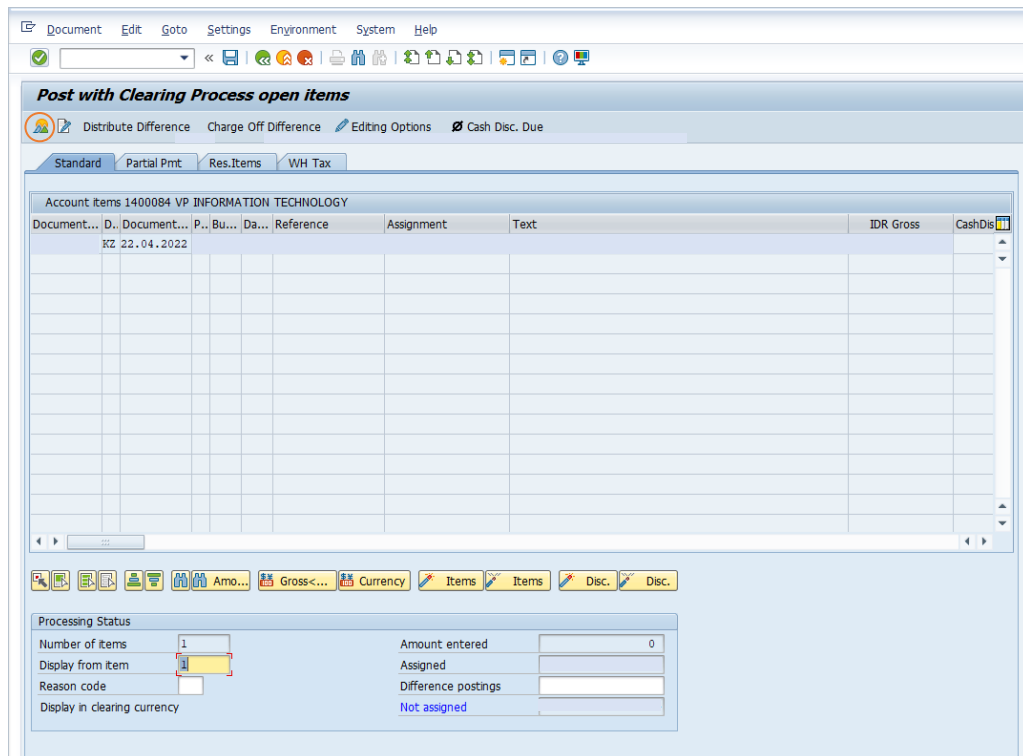 Document Edit Goto Settings Environment System Help
Post with Clearing Process open items
Distribute Difference Charge Off Difference Editing Options Ø Cash Disc. Due
Standard Partial Pmt Res.Items WH Tax
Account items 1400084 VP INFORMATION TECHNOLOGY
Document... D.. Document... P.. Bu... Da... Reference Assignment Text IDR Gross CashDis
KZ 22.04.2022
Amo... Gross<... Currency Items Items Disc. Disc.
Processing Status
Number of items 1 Amount entered 0
Display from item 1 Assigned
Reason code Difference postings
Display in clearing currency Not assigned